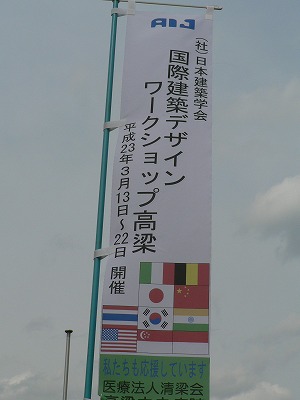 AIJ
(社)日本建築学会
国際建築デザイン
ワークショップ高梁
平成23年3月13日～22日 開催
私たちも応援しています
医療法人清梁会